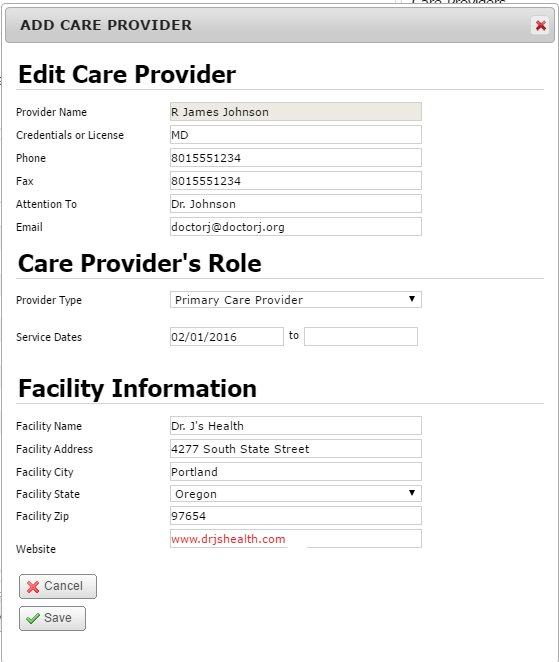 Care Providers
ADD CARE PROVIDER
Edit Care Provider
Provider Name R James Johnson
Credentials or License MD
Phone 8015551234
Fax 8015551234
Attention To Dr. Johnson
Email doctorj@doctorj.org
Care Provider's Role
Provider Type Primary Care Provider
Service Dates 02/01/2016 to
Facility Information
Facility Name Dr. J's Health
Facility Address 4277 South State Street
Facility City Portland
Facility State Oregon
Facility Zip 97654
Website www.drjshealth.com
Cancel
Save